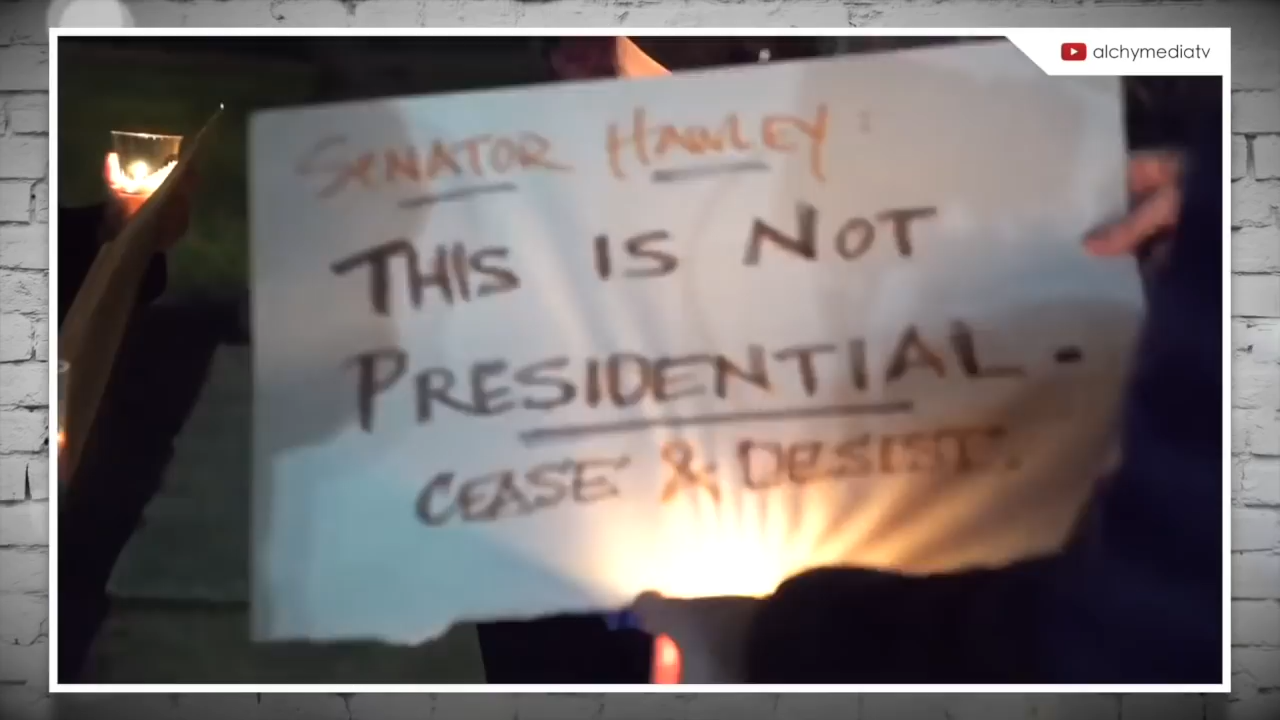 alchymediatv
SENATOR HAWLEY:
THIS IS NOT
PRESIDENTIAL.
CEASE & DESIST.